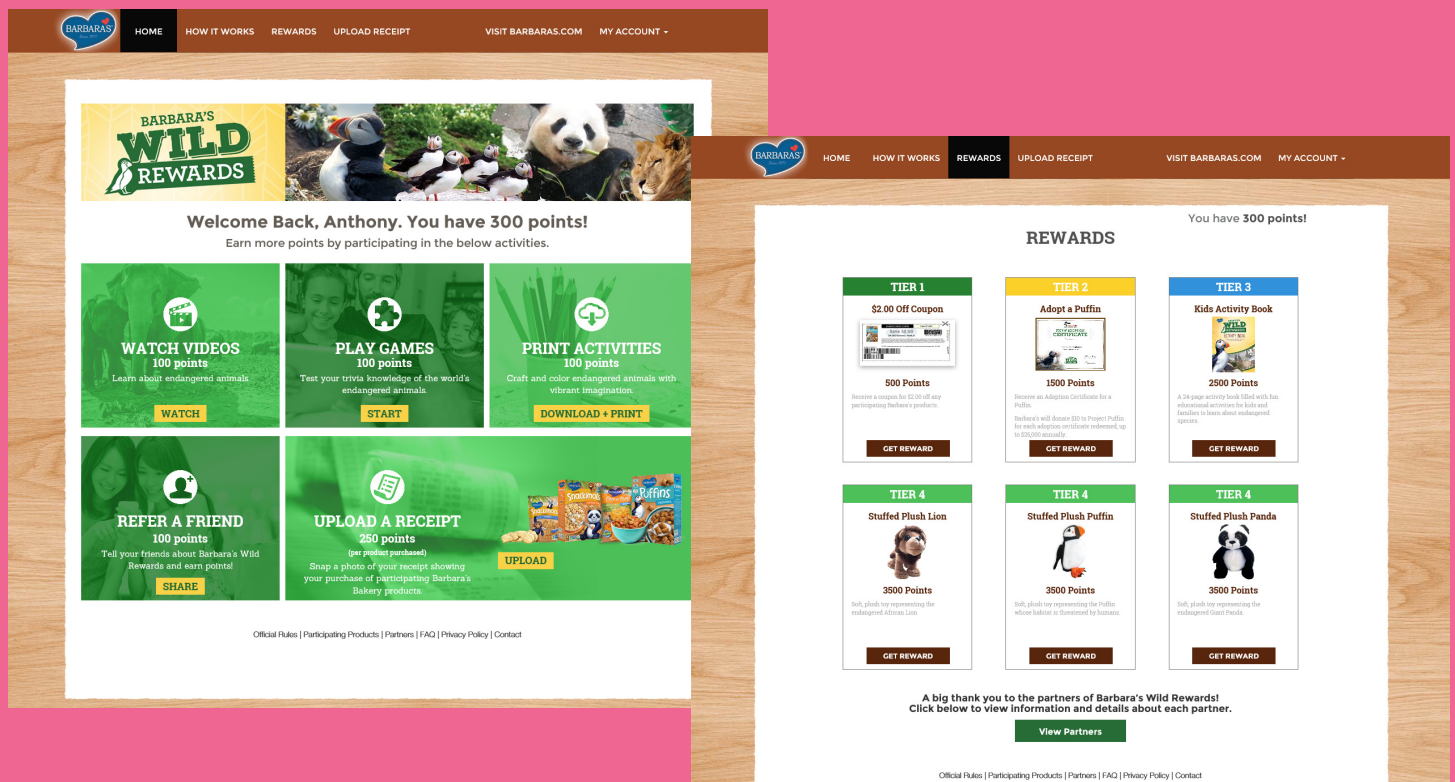 BARBARAS
HOME
HOW IT WORKS
REWARDS
UPLOAD RECEIPT
VISIT BARBARAS.COM
MY ACCOUNT
BARBARA'S
WILD
REWARDS
Welcome Back, Anthony. You have 300 points!
Earn more points by participating in the below activities.
WATCH VIDEOS
100 points
Learn about endangered animals.
WATCH
PLAY GAMES
100 points
Test your trivia knowledge of the world's
endangered animals.
START
PRINT ACTIVITIES
100 points
Craft and color endangered animals with
vibrant imagination.
DOWNLOAD + PRINT
REFER A FRIEND
100 points
Tell your friends about Barbara's Wild
Rewards and earn points!
SHARE
UPLOAD A RECEIPT
250 points
(per product purchased)
Snap a photo of your receipt showing
your purchase of participating Barbara's
Bakery products.
UPLOAD
Snackimals
Puffins
Official Rules | Participating Products | Partners | FAQ | Privacy Policy | Contact
BARBARAS
HOME
HOW IT WORKS
REWARDS
UPLOAD RECEIPT
VISIT BARBARAS.COM
MY ACCOUNT
You have 300 points!
REWARDS
TIER 1
$2.00 Off Coupon
500 Points
Receive a coupon for $2.00 off any
participating Barbara's products.
GET REWARD
TIER 2
Adopt a Puffin
CERTIFICATE
1500 Points
Receive an Adoption Certificate for a
Puffin.
Barbara's will donate $10 to Project Puffin
for each adoption certificate redeemed, up
to $25,000 annually.
GET REWARD
TIER 3
Kids Activity Book
WILD
2500 Points
A 24-page activity book filled with fun
educational activities for kids and
families to learn about endangered
species.
GET REWARD
TIER 4
Stuffed Plush Lion
3500 Points
Soft, plush toy representing the
endangered African Lion.
GET REWARD
TIER 4
Stuffed Plush Puffin
3500 Points
Soft, plush toy representing the Puffin
whose habitat is threatened by humans.
GET REWARD
TIER 4
Stuffed Plush Panda
3500 Points
Soft, plush toy representing the
endangered Giant Panda.
GET REWARD
A big thank you to the partners of Barbara's Wild Rewards!
Click below to view information and details about each partner.
View Partners
Official Rules | Participating Products | Partners | FAQ | Privacy Policy | Contact